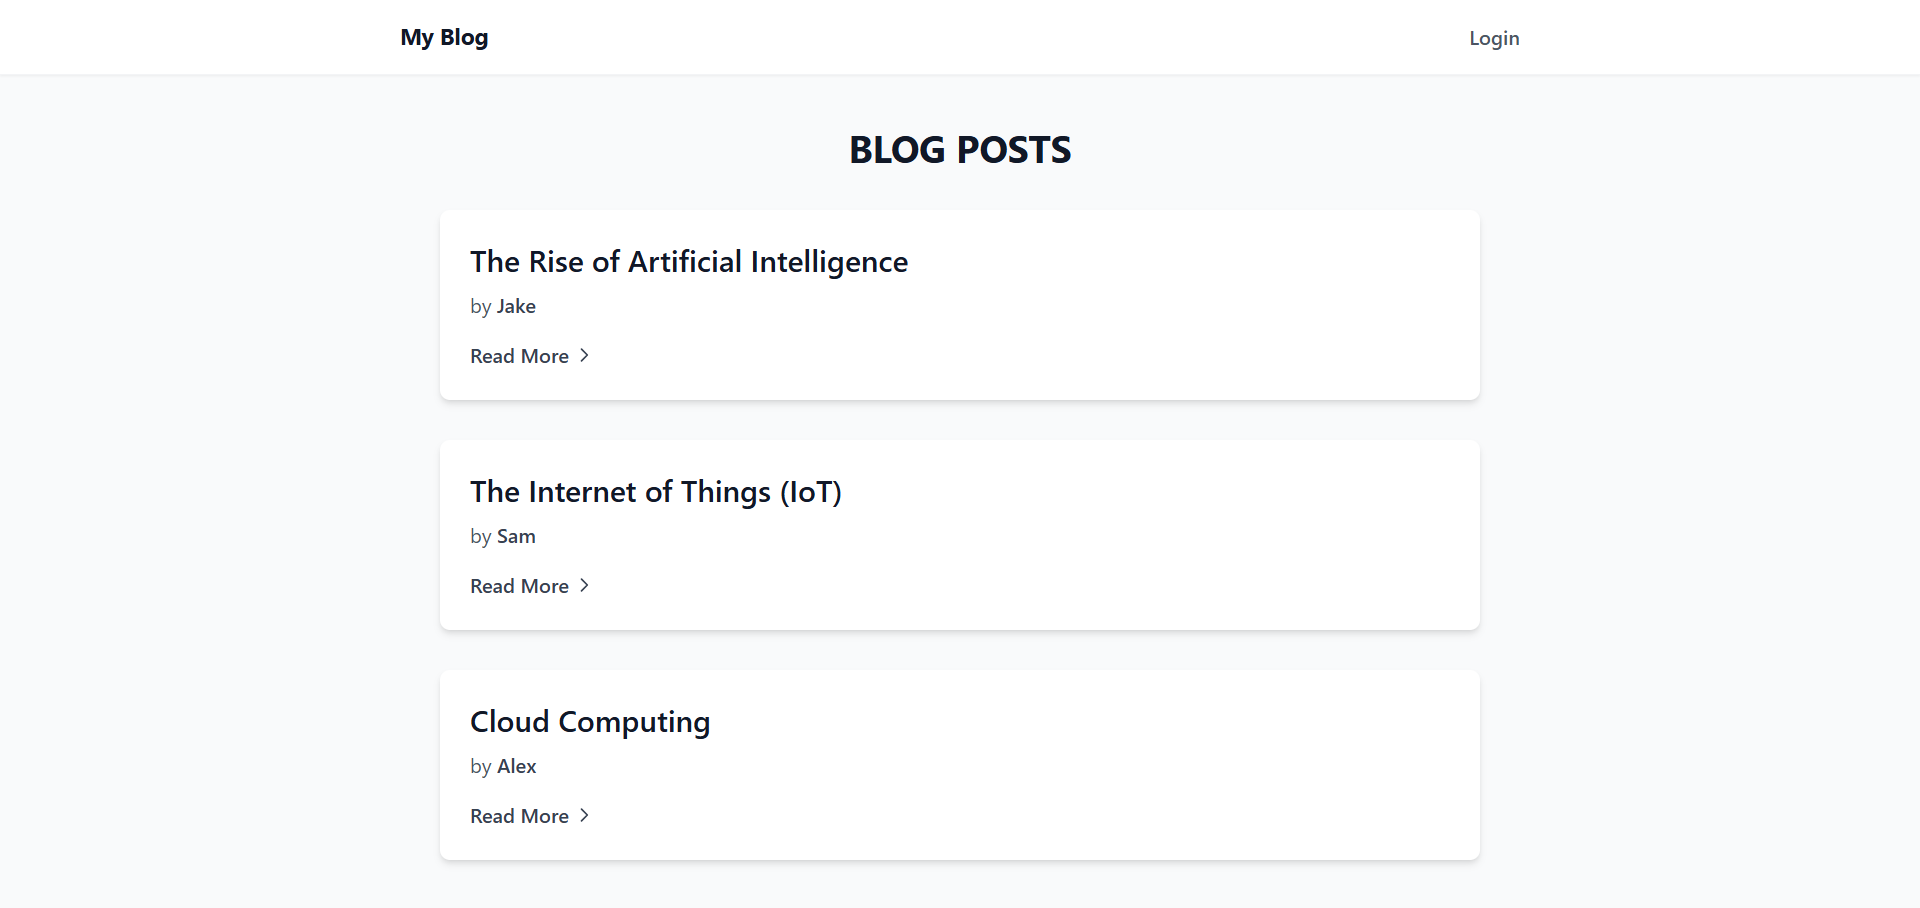 My Blog
Login
BLOG POSTS
The Rise of Artificial Intelligence
by Jake
Read More
The Internet of Things (IoT)
by Sam
Read More
Cloud Computing
by Alex
Read More